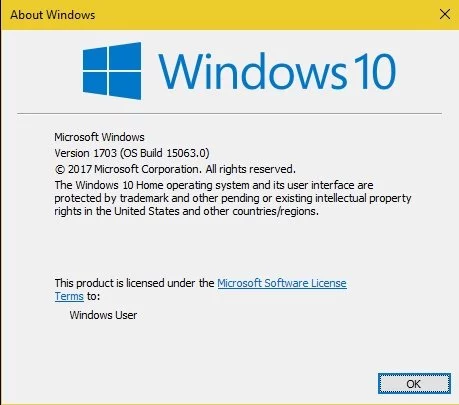 About Windows
Windows 10
Microsoft Windows
Version 1703 (OS Build 15063.0)
© 2017 Microsoft Corporation. All rights reserved.
The Windows 10 Home operating system and its user interface are
protected by trademark and other pending or existing intellectual property
rights in the United States and other countries/regions.
This product is licensed under the Microsoft Software License
Terms to:
Windows User
OK